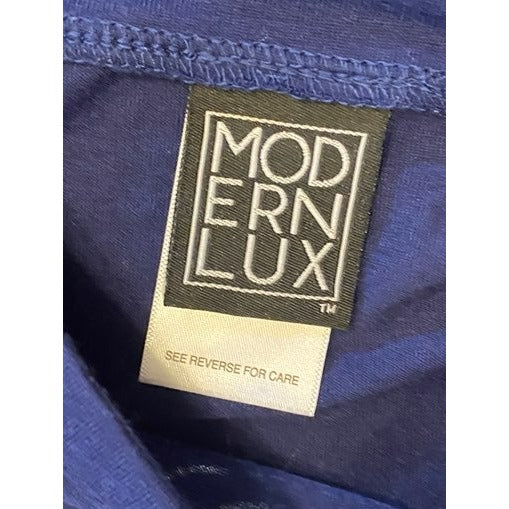 MOD
ERN
LUX
TM
SEE REVERSE FOR CARE